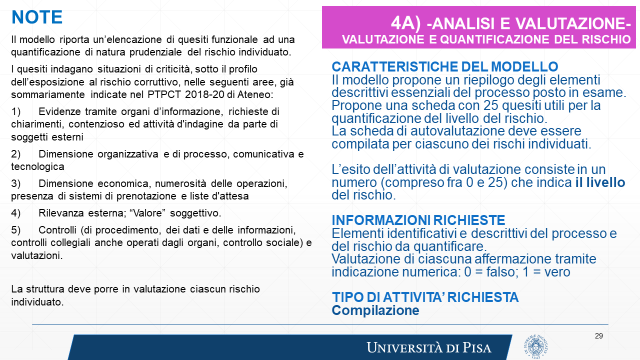 NOTE
Il modello riporta un'elencazione di quesiti funzionale ad una
quantificazione di natura prudenziale del rischio individuato.
I quesiti indagano situazioni di criticità, sotto il profilo
dell'esposizione al rischio corruttivo, nelle seguenti aree, già
sommariamente indicate nel PTPCT 2018-20 di Ateneo:
1) Evidenze tramite organi d'informazione, richieste di
chiarimenti, contenzioso ed attività d'indagine da parte di
soggetti esterni
2) Dimensione organizzativa e di processo, comunicativa e
tecnologica
3) Dimensione economica, numerosità delle operazioni,
presenza di sistemi di prenotazione e liste d'attesa
4) Rilevanza esterna; "Valore" soggettivo.
5) Controlli (di procedimento, dei dati e delle informazioni,
controlli collegiali anche operati dagli organi, controllo sociale) e
valutazioni.
La struttura deve porre in valutazione ciascun rischio
individuato.
4A) -ANALISI E VALUTAZIONE-
VALUTAZIONE E QUANTIFICAZIONE DEL RISCHIO
CARATTERISTICHE DEL MODELLO
Il modello propone un riepilogo degli elementi
descrittivi essenziali del processo posto in esame.
Propone una scheda con 25 quesiti utili per la
quantificazione del livello del rischio.
La scheda di autovalutazione deve essere
compilata per ciascuno dei rischi individuati.
L'esito dell'attività di valutazione consiste in un
numero (compreso fra 0 e 25) che indica il livello
del rischio.
INFORMAZIONI RICHIESTE
Elementi identificativi e descrittivi del processo e
del rischio da quantificare.
Valutazione di ciascuna affermazione tramite
indicazione numerica: 0 = falso; 1 = vero
TIPO DI ATTIVITA' RICHIESTA
Compilazione
29
UNIVERSITÀ DI PISA